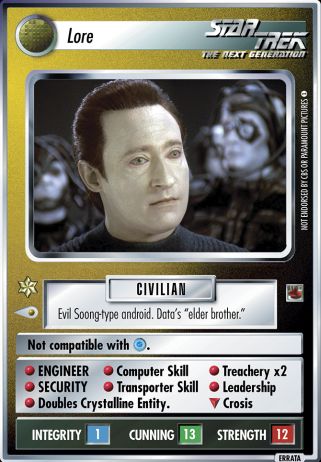 Lore
STAR TREK
THE NEXT GENERATION
NOT ENDORSED BY CBS OR PARAMOUNT PICTURES
CIVILIAN
Evil Soong-type android. Data's "elder brother."
Not compatible with
ENGINEER Computer Skill Treachery x2
SECURITY Transporter Skill Leadership
Doubles Crystalline Entity. Crosis
INTEGRITY 1 CUNNING 13 STRENGTH 12
ERRATA